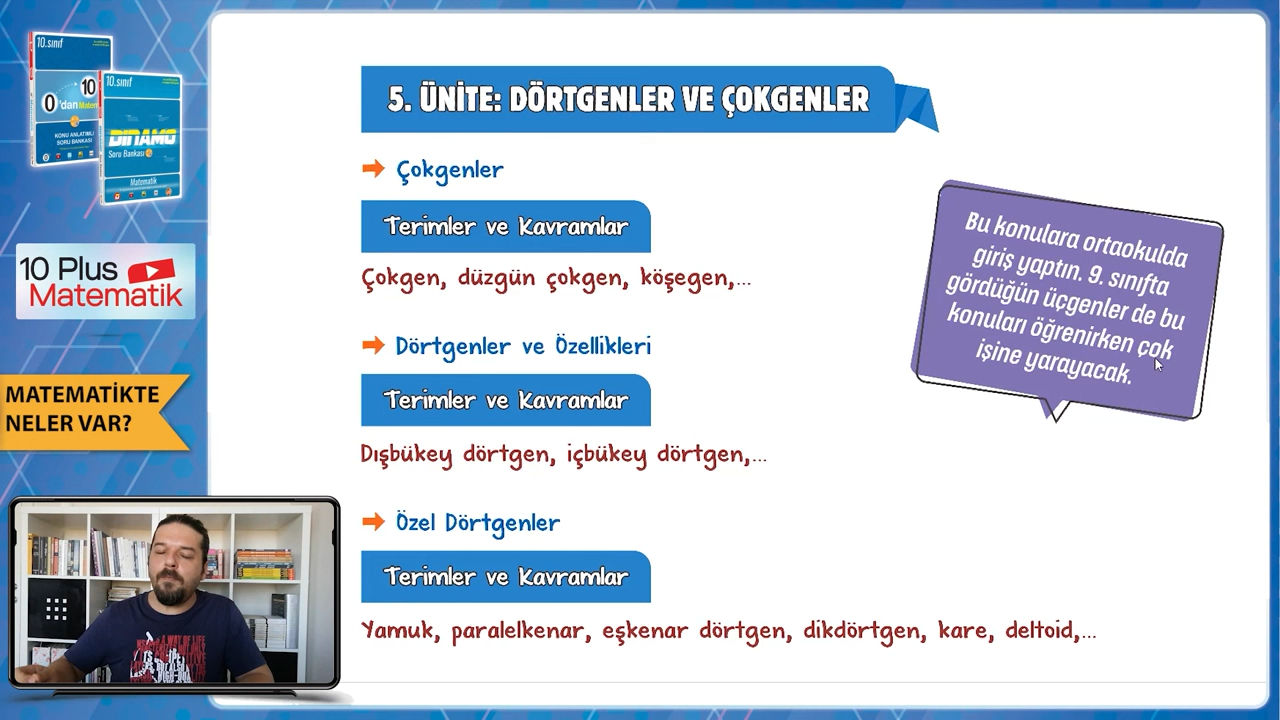 10.sınıf
0'dan 10
KONU ANLATIMLI
SORU BANKASI
10.sınıf
DİNAMO
Soru Bankası
Matematik
10 Plus
Matematik
MATEMATİKTE
NELER VAR?
5. ÜNİTE: DÖRTGENLER VE ÇOKGENLER
Çokgenler
Terimler ve Kavramlar
Çokgen, düzgün çokgen, köşegen,...
Dörtgenler ve Özellikleri
Terimler ve Kavramlar
Dışbükey dörtgen, içbükey dörtgen,...
Özel Dörtgenler
Terimler ve Kavramlar
Yamuk, paralelkenar, eşkenar dörtgen, dikdörtgen, kare, deltoid,...
Bu konulara ortaokulda
giriş yaptın. 9. sınıfta
gördüğün üçgenler de bu
konuları öğrenirken çok
işine yarayacak.
A WAY OF LIFE